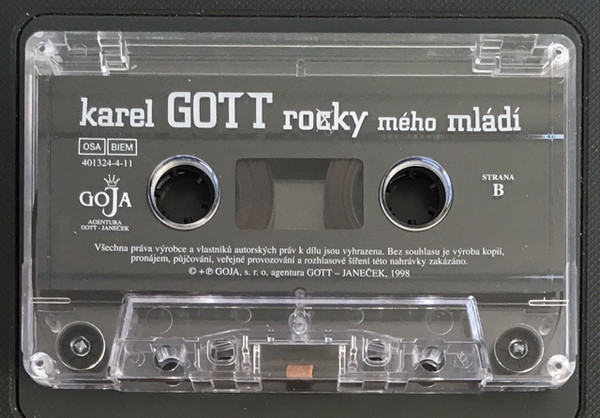 karel GOTT rocky mého mládí
OSA BIEM
401324-4-11
GOJA
AGENTURA
GOTT - JANEČEK
STRANA
B
Všechna práva výrobce a vlastníků autorských práv k dílu jsou vyhrazena. Bez souhlasu je výroba kopií,
pronájem, půjčování, veřejné provozování a rozhlasové šíření této nahrávky zakázáno.
© + ℗ GOJA, s. r. o, agentura GOTT – JANEČEK, 1998